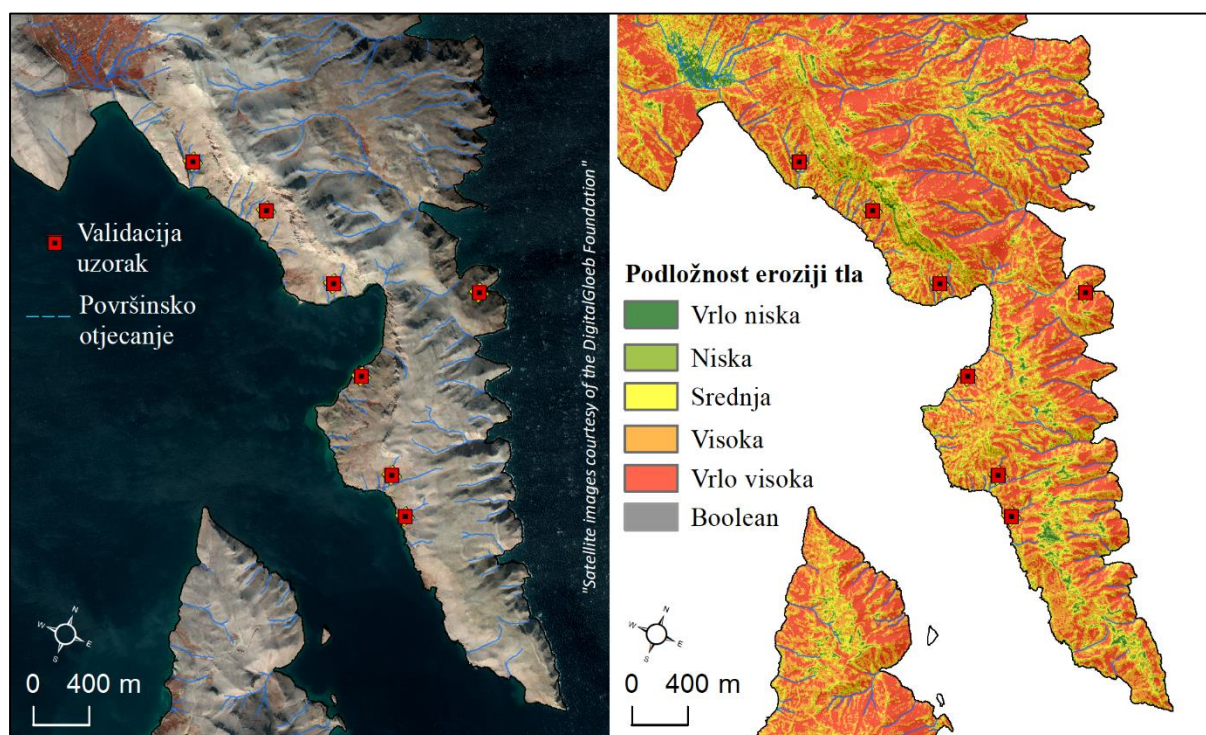 Validacija
uzorak
Površinsko
otjecanje
"Satellite images courtesy of the DigitalGloeb Foundation"
N
W
E
S
0 400 m
Podložnost eroziji tla
Vrlo niska
Niska
Srednja
Visoka
Vrlo visoka
Boolean
N
W
E
S
0 400 m